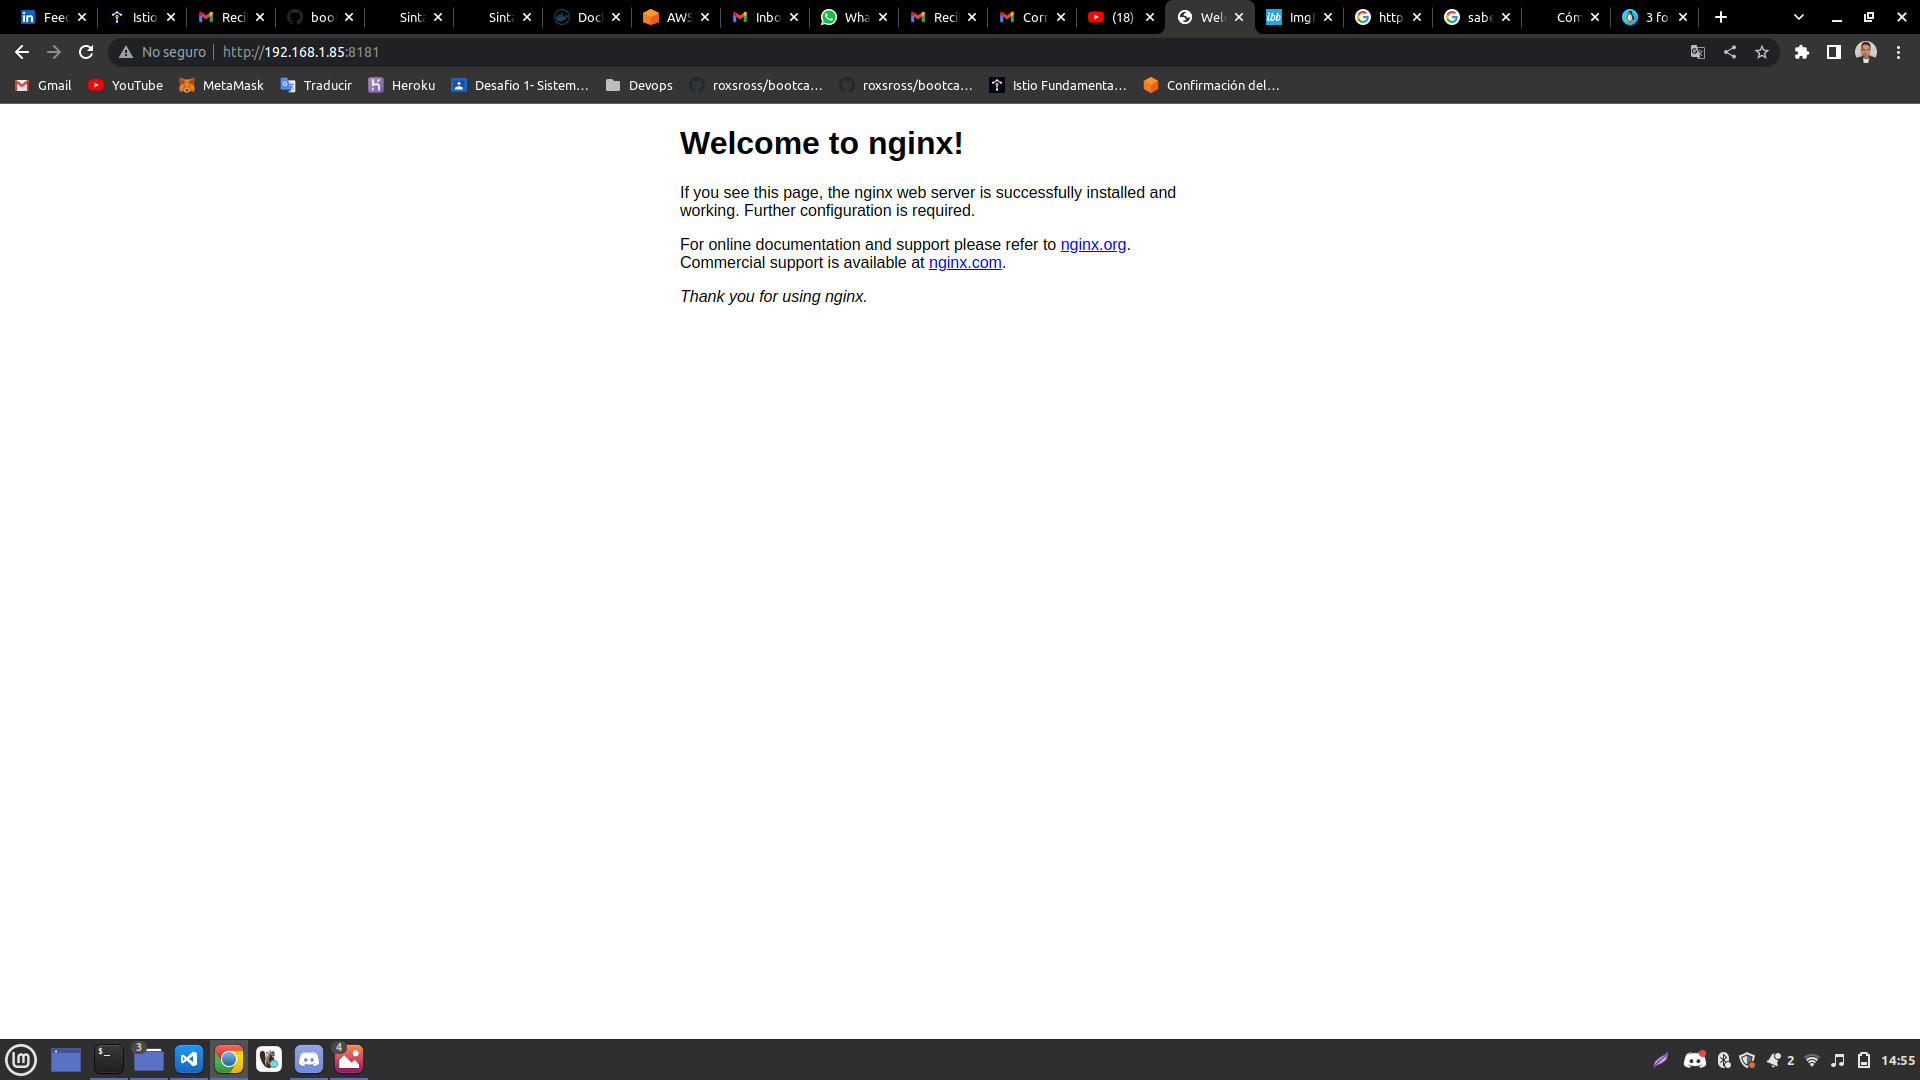 Feed
Istio
Reci
boo
Sinta
Sinta
Doc
AWS
Inbo
Wha
Reci
Corr
(18)
Wel
ibb Img
http
sabe
Cóm
3 fo
No seguro
http://192.168.1.85:8181
Gmail
YouTube
MetaMask
Traducir
Heroku
Desafio 1- Sistem...
Devops
roxsross/bootca...
roxsross/bootca...
Istio Fundamenta...
Confirmación del...
Welcome to nginx!
If you see this page, the nginx web server is successfully installed and
working. Further configuration is required.
For online documentation and support please refer to nginx.org.
Commercial support is available at nginx.com.
Thank you for using nginx.
$_
3
4
2
14:55